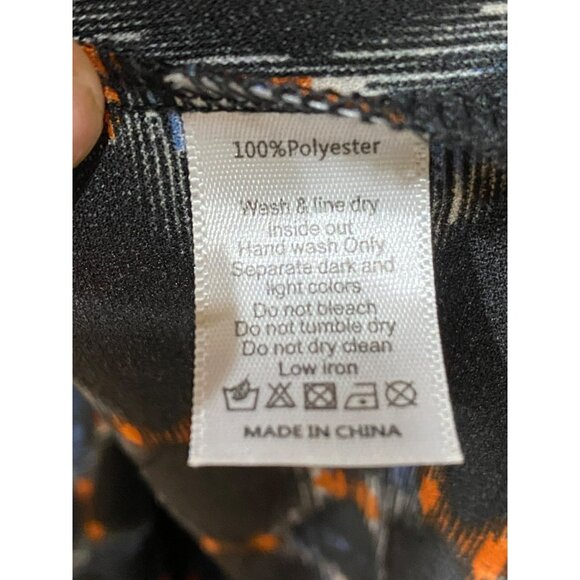 100%Polyester
Wash & line dry
Inside out
Hand wash Only
Separate dark and
light colors
Do not bleach
Do not tumble dry
Do not dry clean
Low iron
MADE IN CHINA